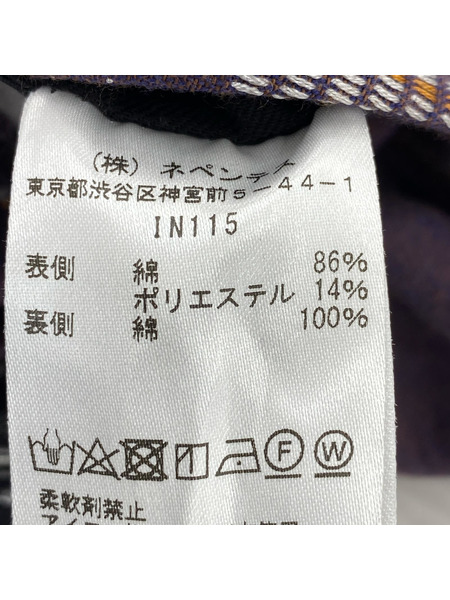 (株) ネペンテス
東京都渋谷区神宮前5-44-1
IN115
表側 綿 86%
ポリエステル 14%
裏側 綿 100%
F W
柔軟剤禁止